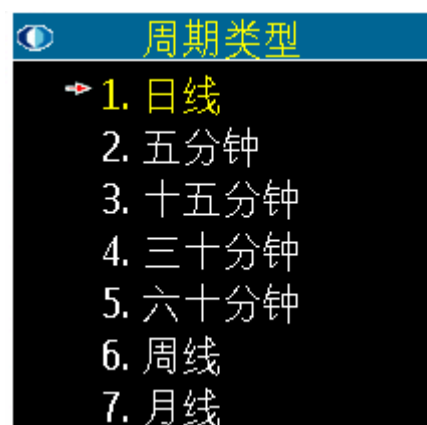 周期类型
1. 日线
2. 五分钟
3. 十五分钟
4. 三十分钟
5. 六十分钟
6. 周线
7. 月线